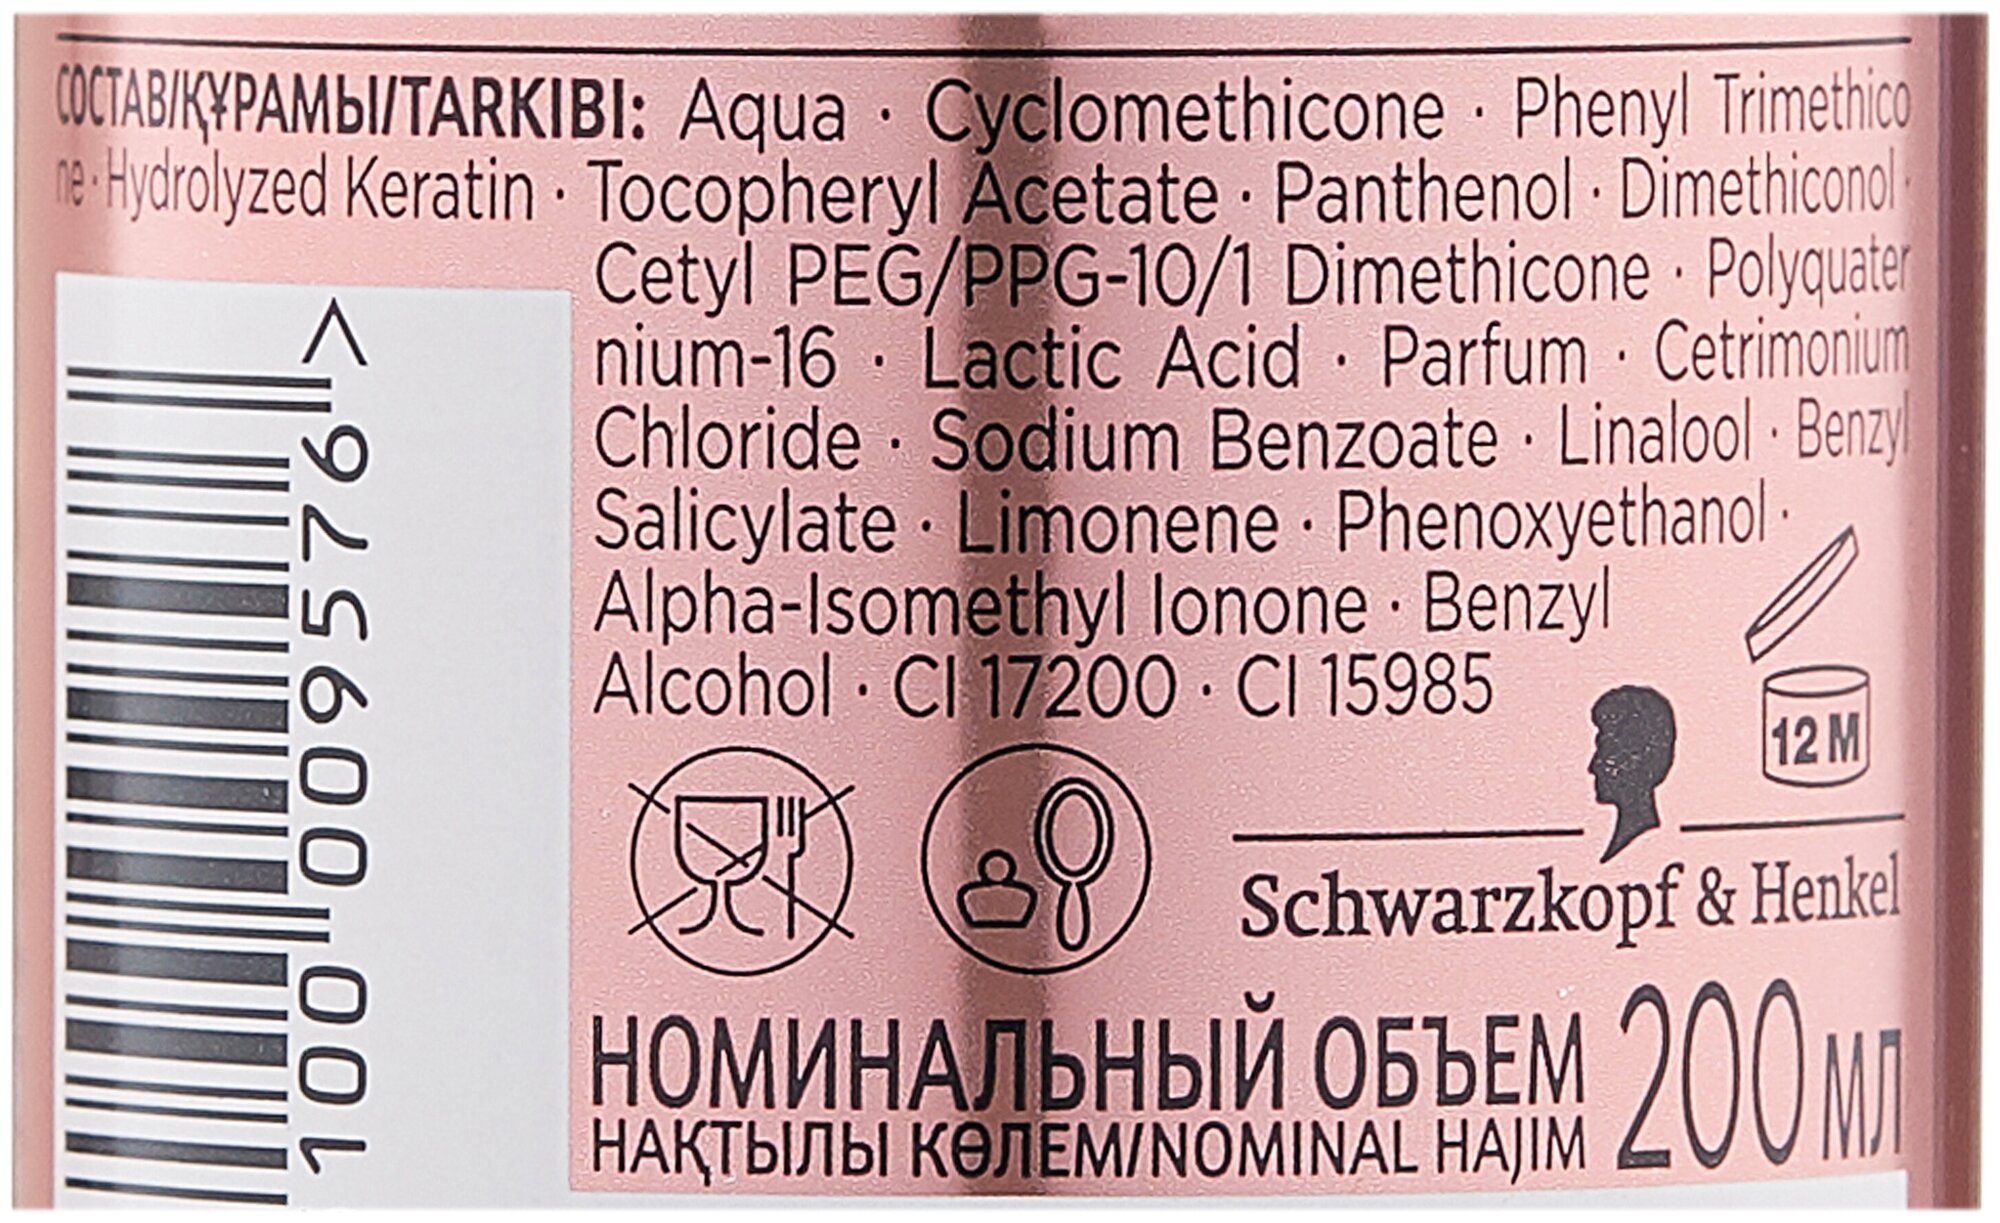 СОСТАВ/ҚҰРАМЫ/TARKIBI: Aqua · Cyclomethicone · Phenyl Trimethico
ne · Hydrolyzed Keratin · Tocopheryl Acetate · Panthenol · Dimethiconol ·
Cetyl PEG/PPG-10/1 Dimethicone · Polyquater
nium-16 · Lactic Acid · Parfum · Cetrimonium
Chloride · Sodium Benzoate · Linalool · Benzyl
Salicylate · Limonene · Phenoxyethanol ·
Alpha-Isomethyl Ionone · Benzyl
Alcohol · CI 17200 · CI 15985
12 M
Schwarzkopf & Henkel
НОМИНАЛЬНЫЙ ОБЪЕМ 200 МЛ
НАҚТЫЛЫ КӨЛЕМ/NOMINAL HAJIM
100 009576 >